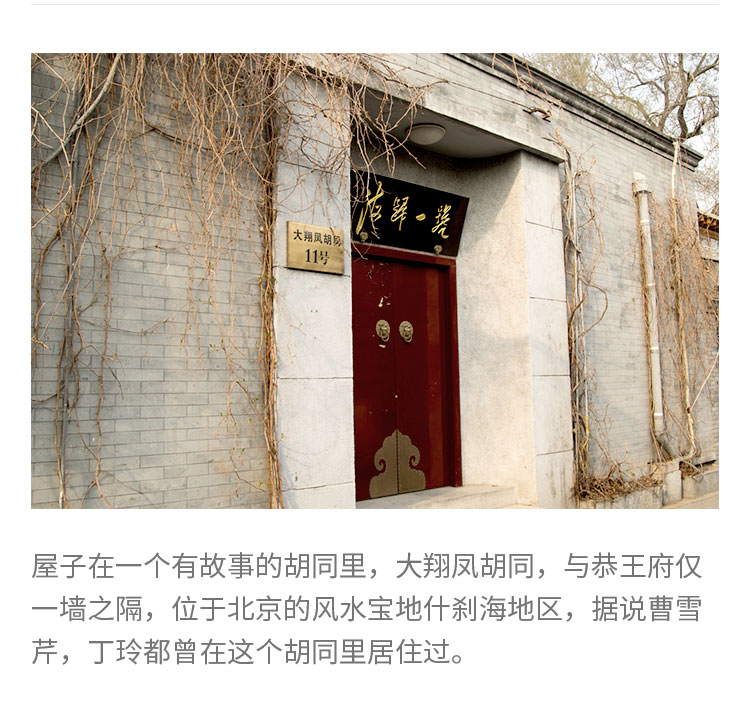 大翔凤胡同
11号
屋子在一个有故事的胡同里，大翔凤胡同，与恭王府仅
一墙之隔，位于北京的风水宝地什刹海地区，据说曹雪
芹，丁玲都曾在这个胡同里居住过。